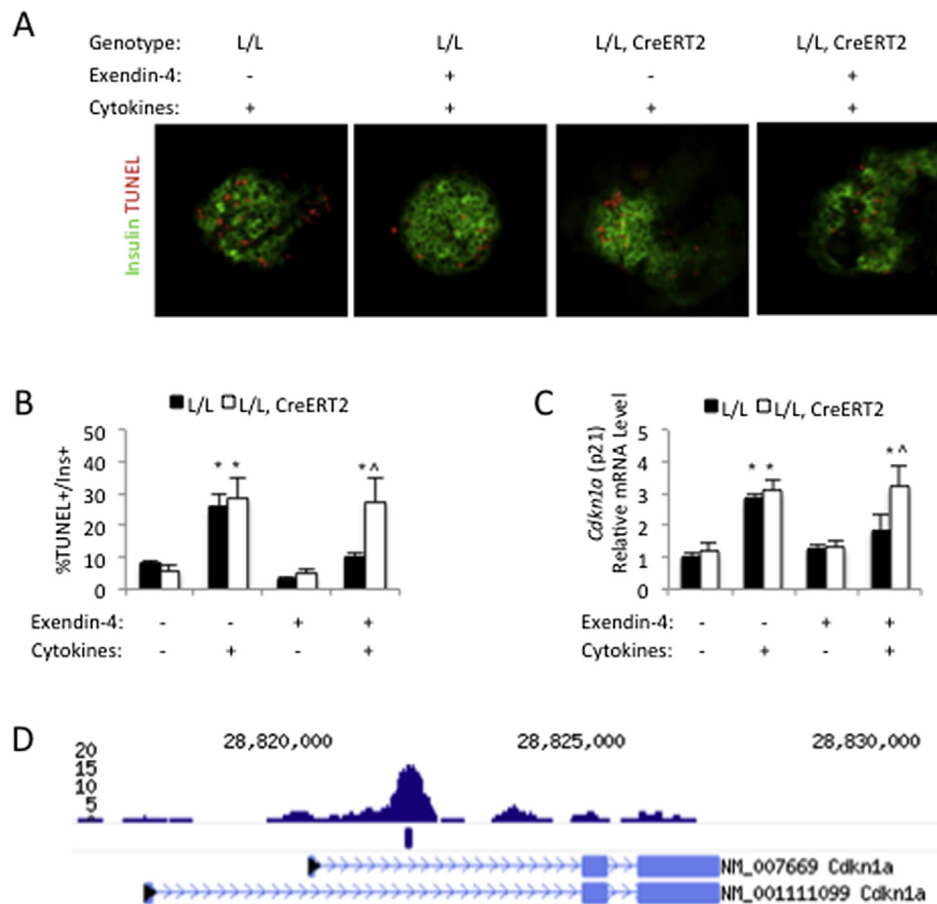 A
Genotype: L/L L/L L/L, CreERT2 L/L, CreERT2
Exendin-4: - + - +
Cytokines: + + + +
Insulin TUNEL
B
L/L L/L, CreERT2
%TUNEL+/Ins+
50
40
30
20
10
0
* * * ^
Exendin-4: - - + +
Cytokines: - + - +
C
L/L L/L, CreERT2
Cdkn1a (p21)
Relative mRNA Level
5
4
3
2
1
0
* * * ^
Exendin-4: - - + +
Cytokines: - + - +
D
28,820,000 28,825,000 28,830,000
20
15
10
5
NM_007669 Cdkn1a
NM_001111099 Cdkn1a